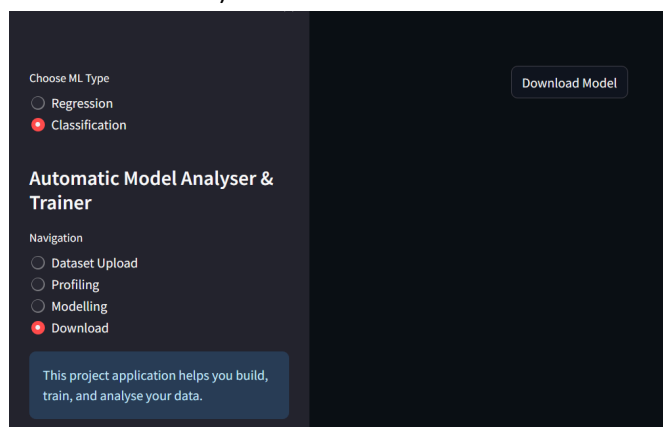 Choose ML Type
Regression
Classification
Automatic Model Analyser &
Trainer
Navigation
Dataset Upload
Profiling
Modelling
Download
This project application helps you build,
train, and analyse your data.
Download Model